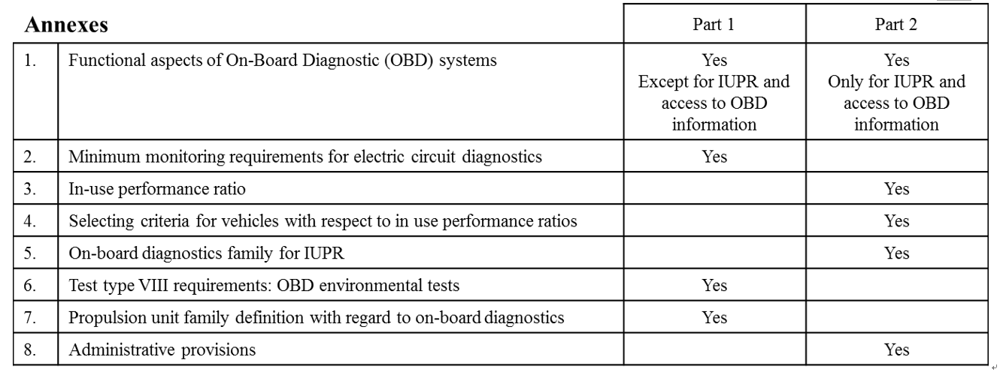 Annexes Part 1 Part 2
1. Functional aspects of On-Board Diagnostic (OBD) systems Yes Yes
Except for IUPR and Only for IUPR and
access to OBD access to OBD
information information
2. Minimum monitoring requirements for electric circuit diagnostics Yes
3. In-use performance ratio Yes
4. Selecting criteria for vehicles with respect to in use performance ratios Yes
5. On-board diagnostics family for IUPR Yes
6. Test type VIII requirements: OBD environmental tests Yes
7. Propulsion unit family definition with regard to on-board diagnostics Yes
8. Administrative provisions Yes